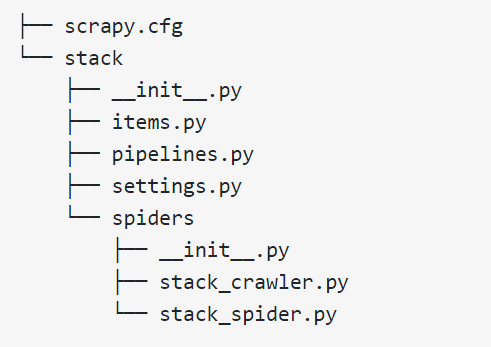 ├── scrapy.cfg
└── stack
    ├── __init__.py
    ├── items.py
    ├── pipelines.py
    ├── settings.py
    └── spiders
        ├── __init__.py
        ├── stack_crawler.py
        └── stack_spider.py